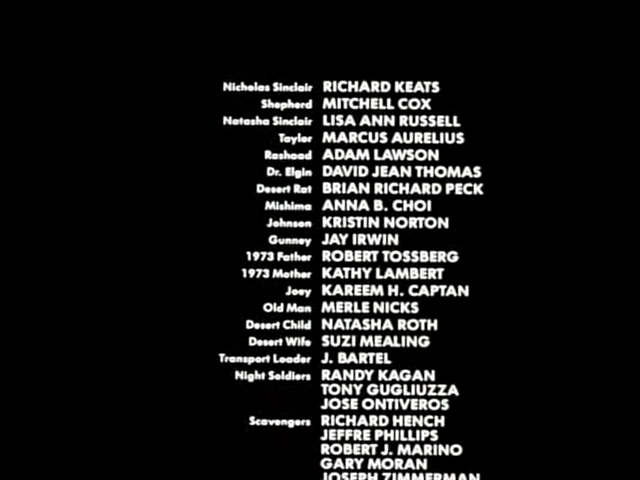 Nicholas Sinclair RICHARD KEATS
Shepherd MITCHELL COX
Natasha Sinclair LISA ANN RUSSELL
Taylor MARCUS AURELIUS
Rashaad ADAM LAWSON
Dr. Elgin DAVID JEAN THOMAS
Desert Rat BRIAN RICHARD PECK
Mishima ANNA B. CHOI
Johnson KRISTIN NORTON
Gunney JAY IRWIN
1973 Father ROBERT TOSSBERG
1973 Mother KATHY LAMBERT
Joey KAREEM H. CAPTAN
Old Man MERLE NICKS
Desert Child NATASHA ROTH
Desert Wife SUZI MEALING
Transport Loader J. BARTEL
Night Soldiers RANDY KAGAN
TONY GUGLIUZZA
JOSE ONTIVEROS
Scavengers RICHARD HENCH
JEFFRE PHILLIPS
ROBERT J. MARINO
GARY MORAN
JOSEPH ZIMMERMAN